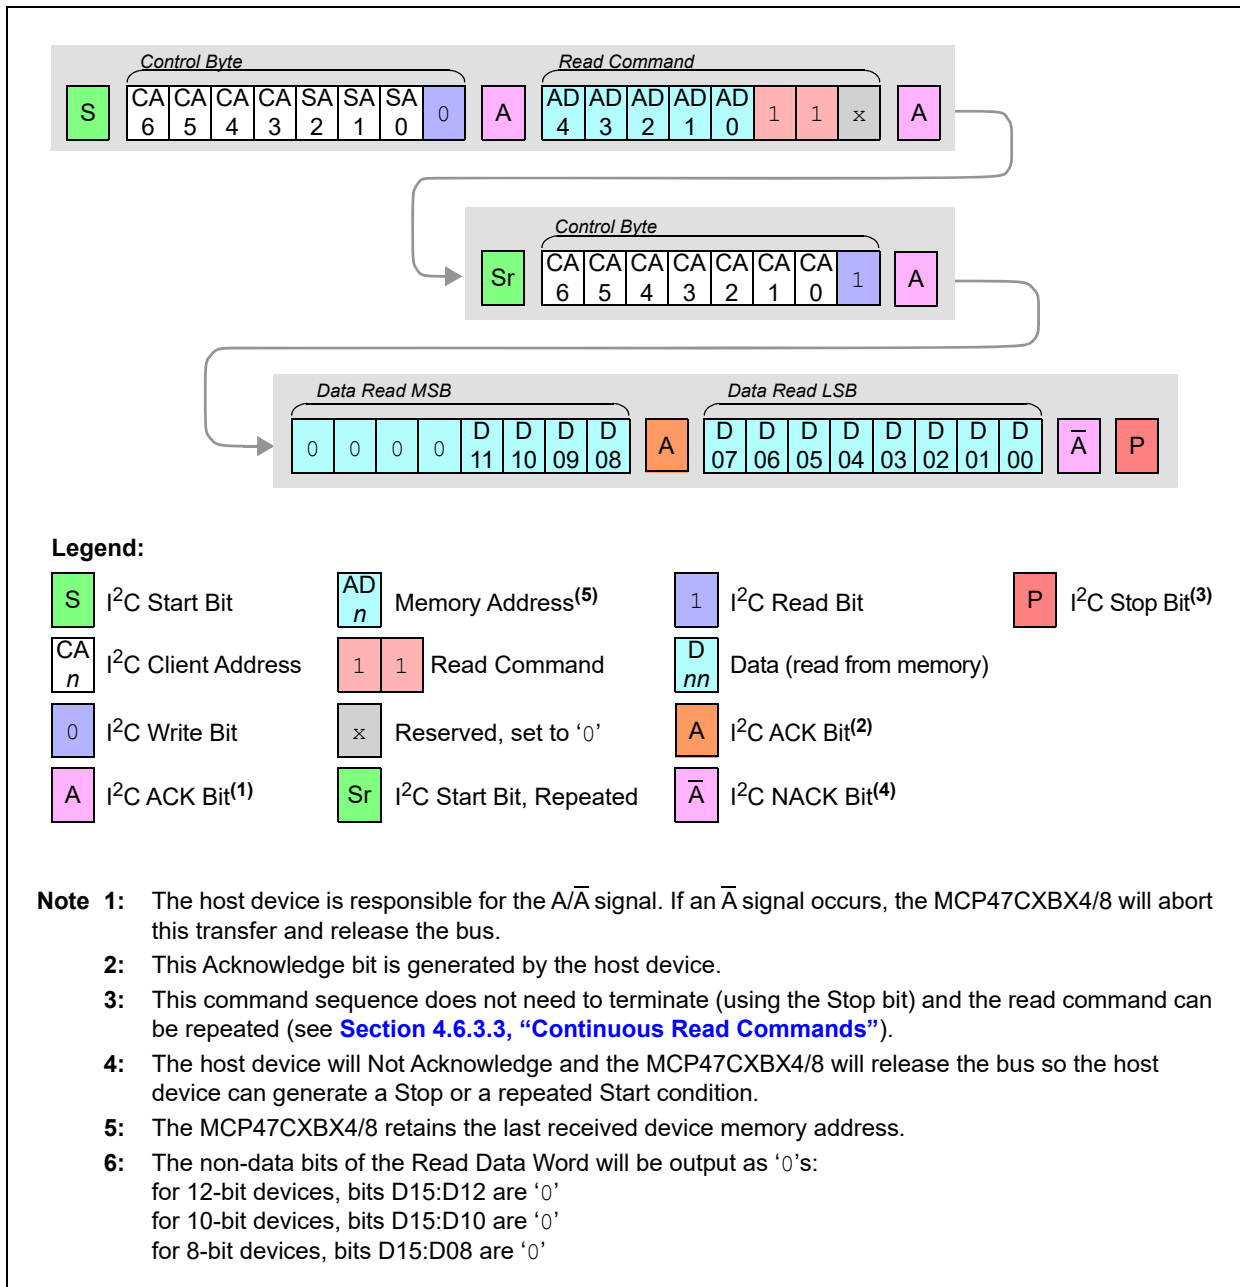 Control Byte Read Command
S CA 6 CA 5 CA 4 CA 3 SA 2 SA 1 SA 0 0 A AD 4 AD 3 AD 2 AD 1 AD 0 1 1 x A
Control Byte
Sr CA 6 CA 5 CA 4 CA 3 CA 2 CA 1 CA 0 1 A
Data Read MSB Data Read LSB
0 0 0 0 D 11 D 10 D 09 D 08 A D 07 D 06 D 05 D 04 D 03 D 02 D 01 D 00 A̅ P
Legend:
S I²C Start Bit AD n Memory Address(5) 1 I²C Read Bit P I²C Stop Bit(3)
CA n I²C Client Address 1 1 Read Command D nn Data (read from memory)
0 I²C Write Bit x Reserved, set to ‘0’ A I²C ACK Bit(2)
A I²C ACK Bit(1) Sr I²C Start Bit, Repeated A̅ I²C NACK Bit(4)
Note 1: The host device is responsible for the A/A̅ signal. If an A̅ signal occurs, the MCP47CXBX4/8 will abort
this transfer and release the bus.
2: This Acknowledge bit is generated by the host device.
3: This command sequence does not need to terminate (using the Stop bit) and the read command can
be repeated (see Section 4.6.3.3, “Continuous Read Commands”).
4: The host device will Not Acknowledge and the MCP47CXBX4/8 will release the bus so the host
device can generate a Stop or a repeated Start condition.
5: The MCP47CXBX4/8 retains the last received device memory address.
6: The non-data bits of the Read Data Word will be output as ‘0’s:
for 12-bit devices, bits D15:D12 are ‘0’
for 10-bit devices, bits D15:D10 are ‘0’
for 8-bit devices, bits D15:D08 are ‘0’